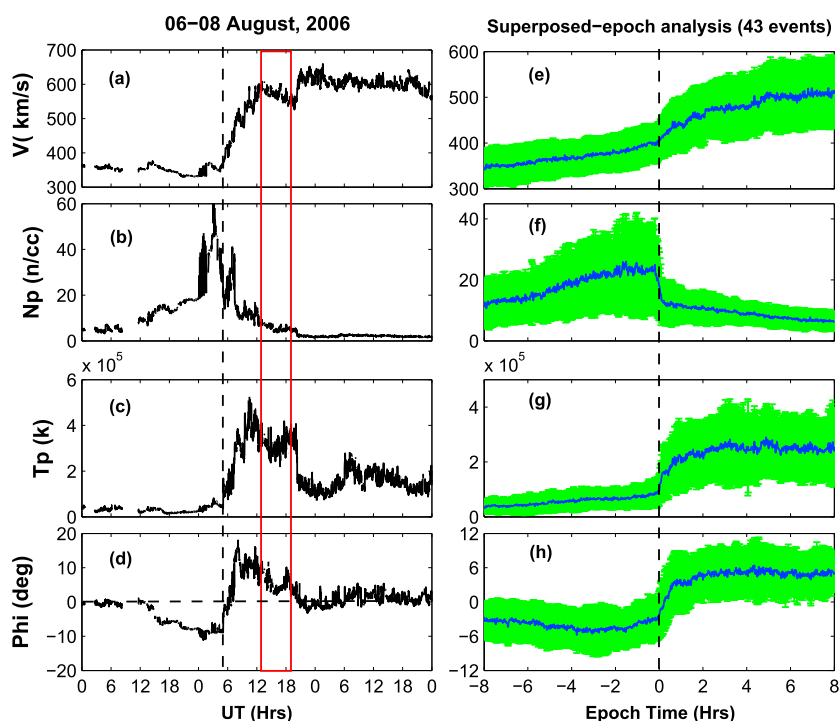 06−08 August, 2006
Superposed−epoch analysis (43 events)
700
600
500
400
300
V( km/s)
(a)
600
500
400
300
(e)
60
40
20
0
Np (n/cc)
(b)
40
20
0
(f)
x 10^5
6
4
2
0
Tp (k)
(c)
x 10^5
4
2
0
(g)
20
10
0
−10
−20
Phi (deg)
(d)
12
6
0
−6
−12
(h)
0 6 12 18 0 6 12 18 0 6 12 18 0
UT (Hrs)
−8 −6 −4 −2 0 2 4 6 8
Epoch Time (Hrs)